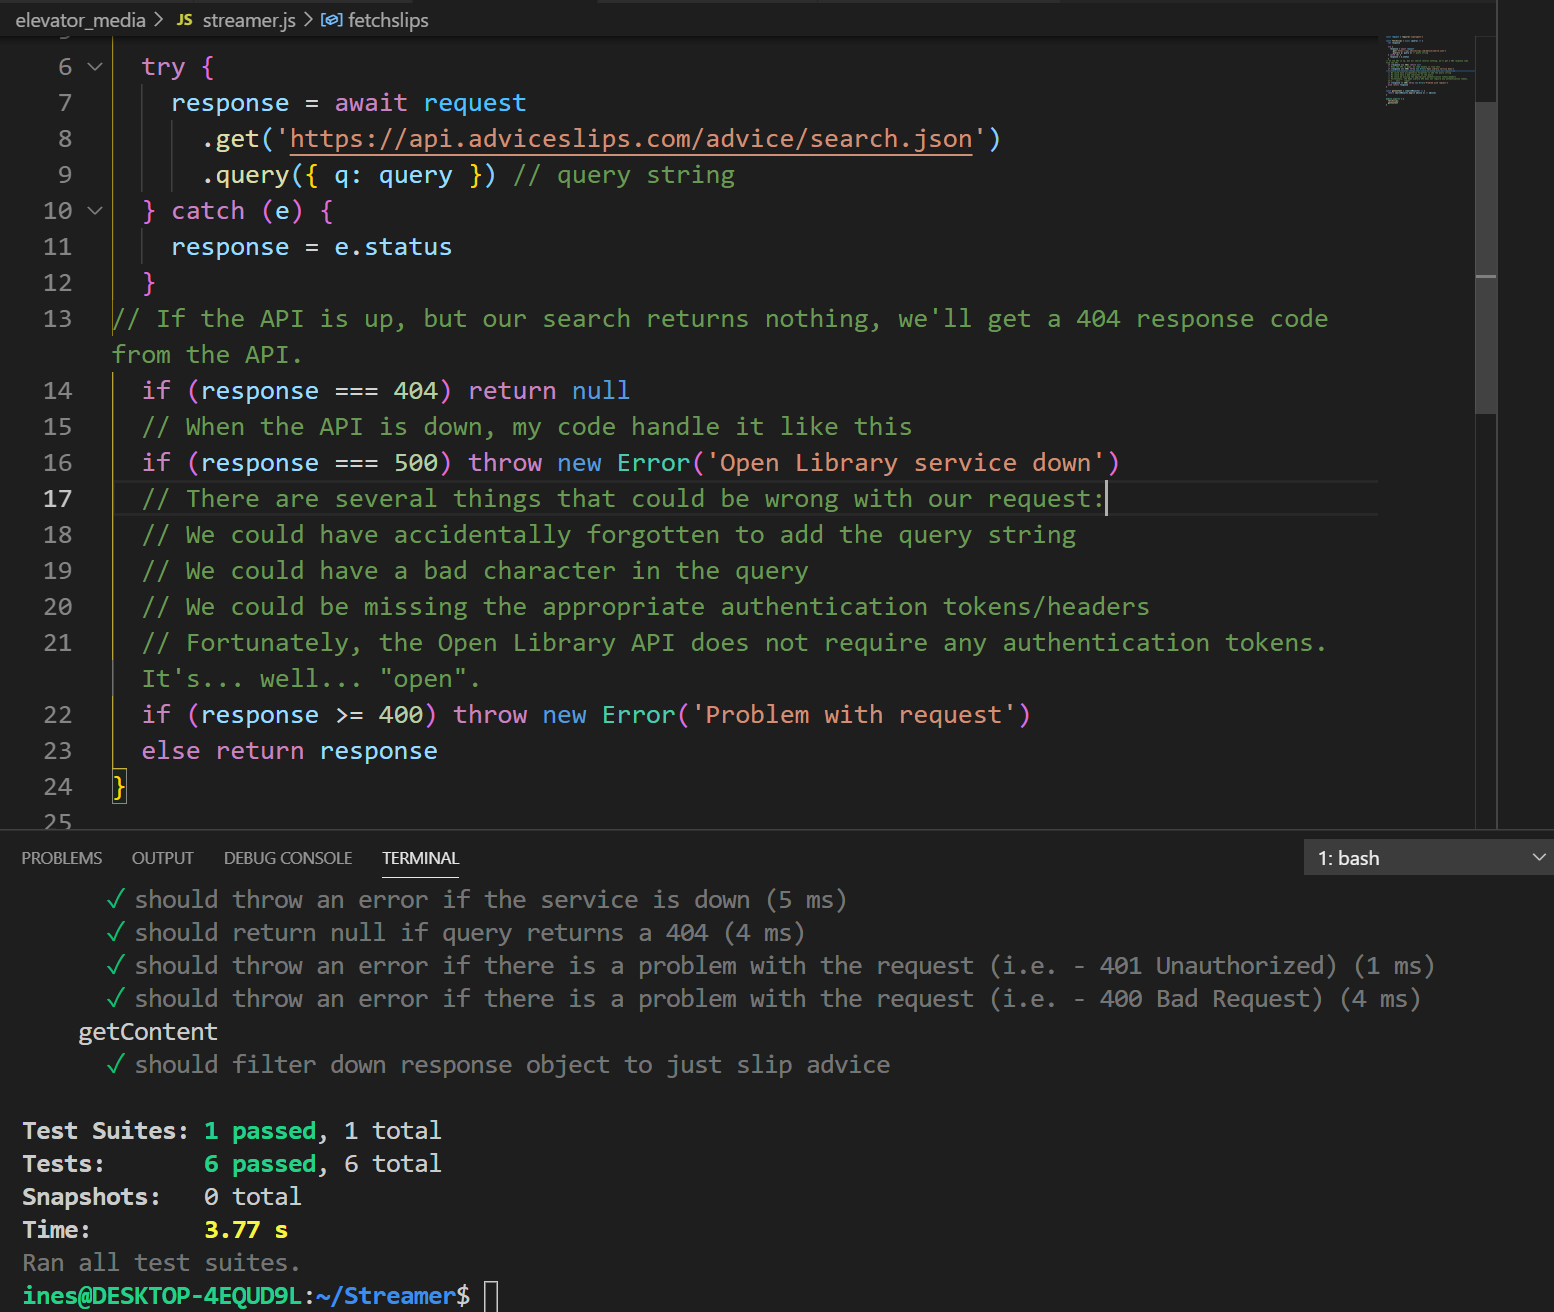 elevator_media > JS streamer.js > fetchslips
6 try {
7 response = await request
8 .get('https://api.adviceslips.com/advice/search.json')
9 .query({ q: query }) // query string
10 } catch (e) {
11 response = e.status
12 }
13 // If the API is up, but our search returns nothing, we'll get a 404 response code
from the API.
14 if (response === 404) return null
15 // When the API is down, my code handle it like this
16 if (response === 500) throw new Error('Open Library service down')
17 // There are several things that could be wrong with our request:
18 // We could have accidentally forgotten to add the query string
19 // We could have a bad character in the query
20 // We could be missing the appropriate authentication tokens/headers
21 // Fortunately, the Open Library API does not require any authentication tokens.
It's... well... "open".
22 if (response >= 400) throw new Error('Problem with request')
23 else return response
24 }
25
PROBLEMS OUTPUT DEBUG CONSOLE TERMINAL 1: bash
✓ should throw an error if the service is down (5 ms)
✓ should return null if query returns a 404 (4 ms)
✓ should throw an error if there is a problem with the request (i.e. - 401 Unauthorized) (1 ms)
✓ should throw an error if there is a problem with the request (i.e. - 400 Bad Request) (4 ms)
getContent
✓ should filter down response object to just slip advice
Test Suites: 1 passed, 1 total
Tests: 6 passed, 6 total
Snapshots: 0 total
Time: 3.77 s
Ran all test suites.
ines@DESKTOP-4EQUD9L:~/Streamer$